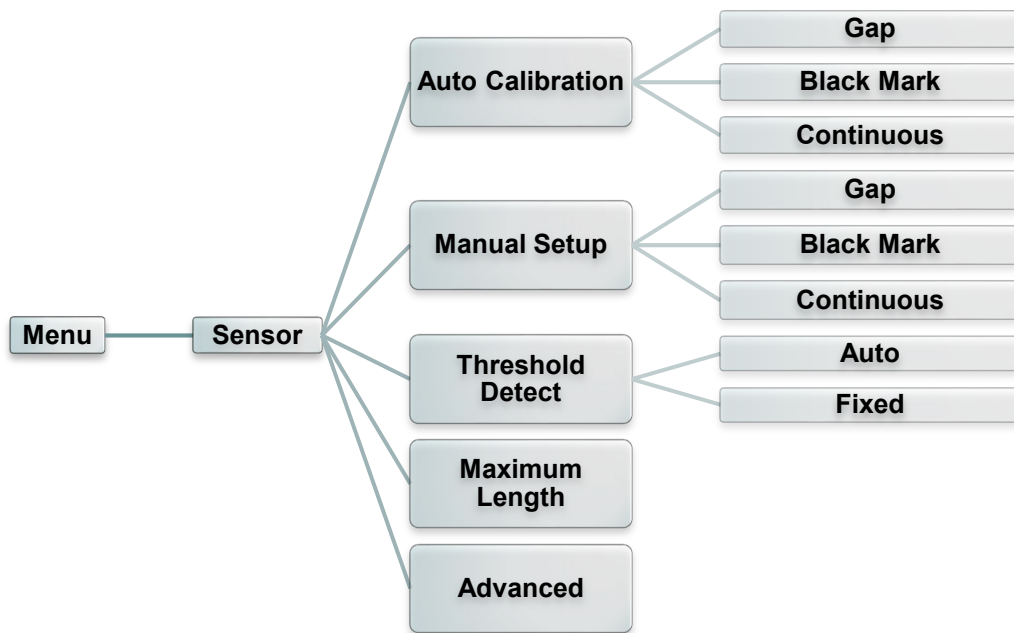 Menu
Sensor
Auto Calibration
Gap
Black Mark
Continuous
Manual Setup
Gap
Black Mark
Continuous
Threshold
Detect
Auto
Fixed
Maximum
Length
Advanced